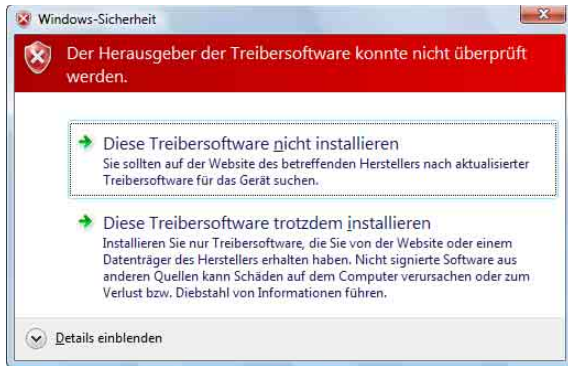 Windows-Sicherheit
Der Herausgeber der Treibersoftware konnte nicht überprüft
werden.
Diese Treibersoftware nicht installieren
Sie sollten auf der Website des betreffenden Herstellers nach aktualisierter
Treibersoftware für das Gerät suchen.
Diese Treibersoftware trotzdem installieren
Installieren Sie nur Treibersoftware, die Sie von der Website oder einem
Datenträger des Herstellers erhalten haben. Nicht signierte Software aus
anderen Quellen kann Schäden auf dem Computer verursachen oder zum
Verlust bzw. Diebstahl von Informationen führen.
Details einblenden